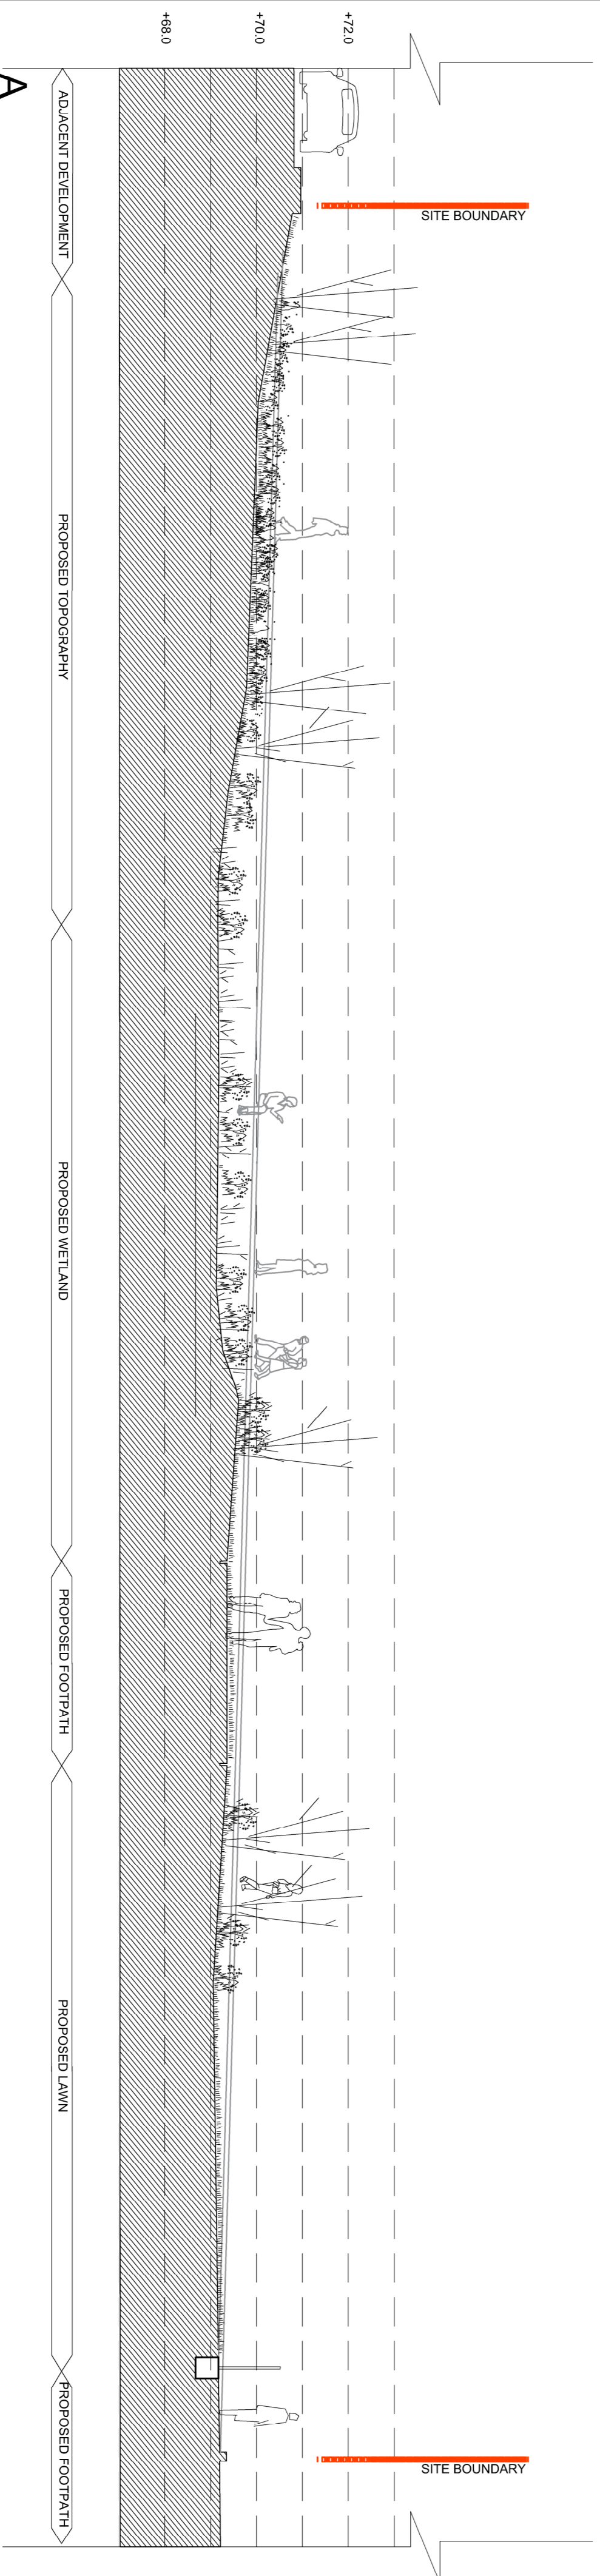 +72.0
+70.0
+68.0
SITE BOUNDARY
SITE BOUNDARY
ADJACENT DEVELOPMENT
PROPOSED TOPOGRAPHY
PROPOSED WETLAND
PROPOSED FOOTPATH
PROPOSED LAWN
PROPOSED FOOTPATH
A